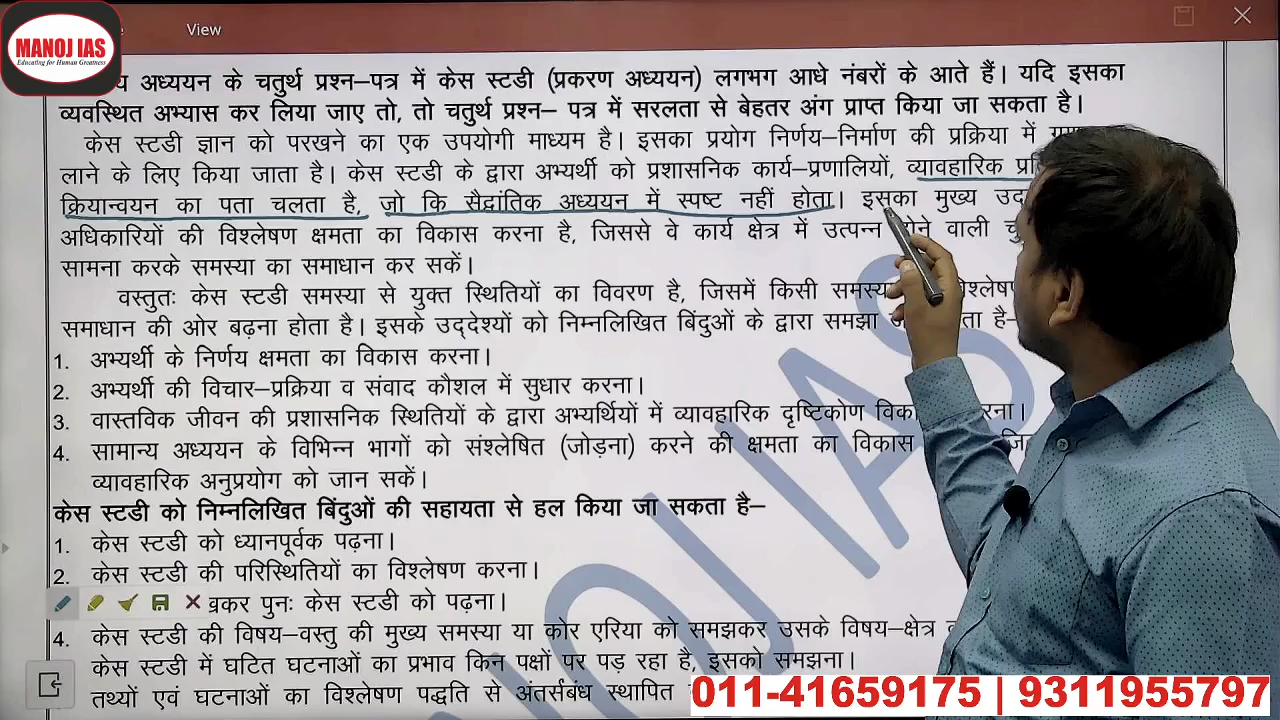 MANOJ IAS
Educating for Human Greatness
View
अध्ययन के चतुर्थ प्रश्न–पत्र में केस स्टडी (प्रकरण अध्ययन) लगभग आधे नंबरों के आते हैं। यदि इसका
व्यवस्थित अभ्यास कर लिया जाए तो, तो चतुर्थ प्रश्न– पत्र में सरलता से बेहतर अंग प्राप्त किया जा सकता है।
केस स्टडी ज्ञान को परखने का एक उपयोगी माध्यम है। इसका प्रयोग निर्णय–निर्माण की प्रक्रिया में
लाने के लिए किया जाता है। केस स्टडी के द्वारा अभ्यर्थी को प्रशासनिक कार्य–प्रणालियों, व्यावहारिक
क्रियान्वयन का पता चलता है, जो कि सैद्वांतिक अध्ययन में स्पष्ट नहीं होता। इसका मुख्य
अधिकारियों की विश्लेषण क्षमता का विकास करना है, जिससे वे कार्य क्षेत्र में उत्पन्न वाली
सामना करके समस्या का समाधान कर सकें।
वस्तुतः केस स्टडी समस्या से युक्त स्थितियों का विवरण है, जिसमें किसी
समाधान की ओर बढ़ना होता है। इसके उद्देश्यों को निम्नलिखित बिंदुओं के द्वारा समझा है–
1. अभ्यर्थी के निर्णय क्षमता का विकास करना।
2. अभ्यर्थी की विचार–प्रक्रिया व संवाद कौशल में सुधार करना।
3. वास्तविक जीवन की प्रशासनिक स्थितियों के द्वारा अभ्यर्थियों में व्यावहारिक दृष्टिकोण
4. सामान्य अध्ययन के विभिन्न भागों को संश्लेषित (जोड़ना) करने की क्षमता का विकास
व्यावहारिक अनुप्रयोग को जान सकें।
केस स्टडी को निम्नलिखित बिंदुओं की सहायता से हल किया जा सकता है–
1. केस स्टडी को ध्यानपूर्वक पढ़ना।
2. केस स्टडी की परिस्थितियों का विश्लेषण करना।
पुनः केस स्टडी को पढ़ना।
4. केस स्टडी की विषय–वस्तु की मुख्य समस्या या कोर एरिया को समझकर उसके विषय–क्षेत्र
केस स्टडी में घटित घटनाओं का प्रभाव किन पक्षों पर पड़ रहा है, इसको समझना।
तथ्यों एवं घटनाओं का विश्लेषण पद्धति से अंतर्संबंध स्थापित
011-41659175 | 9311955797